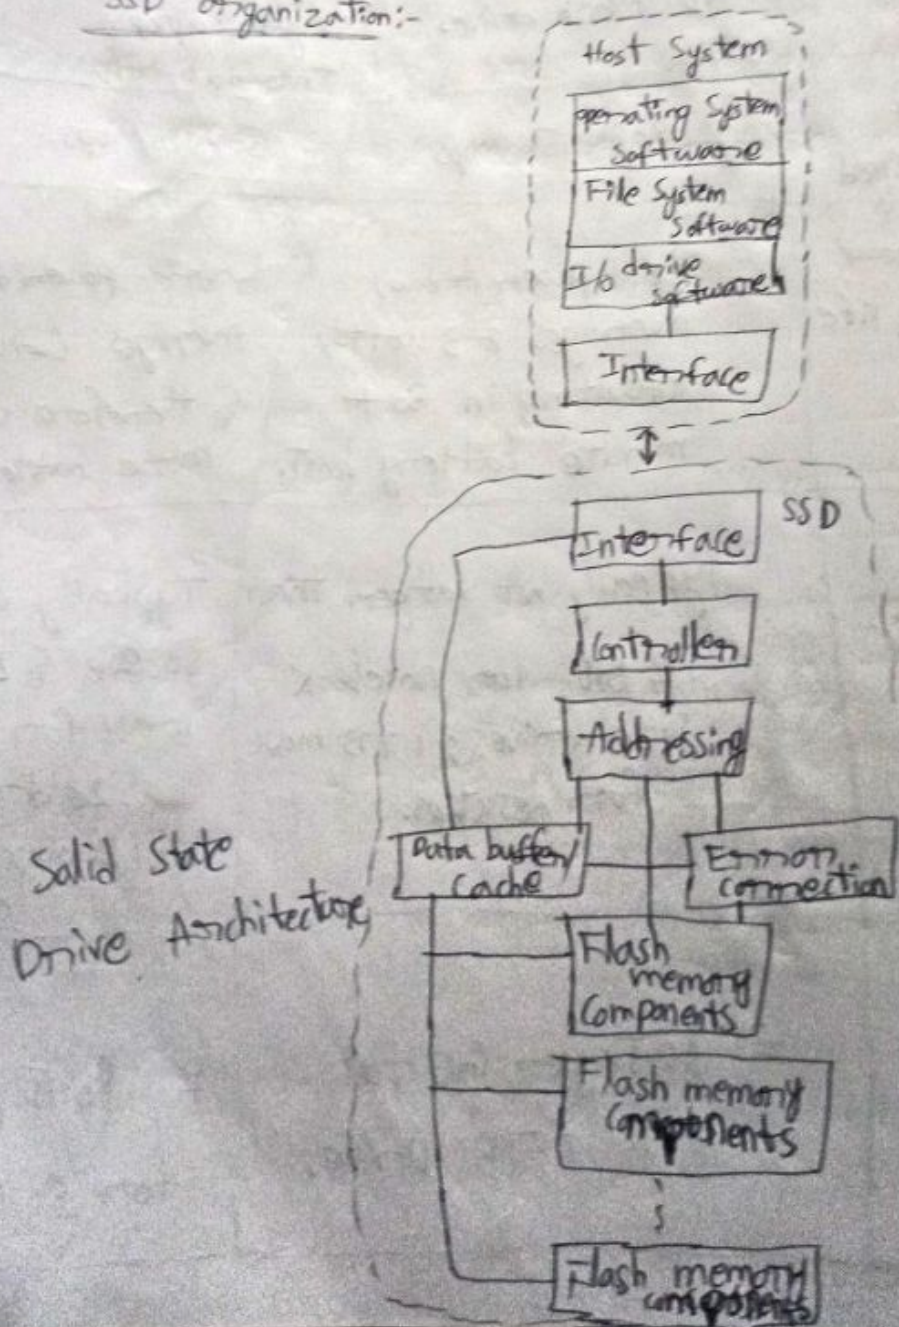 SSD Organization:-
Host System
Operating System
Software
File System
Software
I/o drive
software
Interface
SSD
Interface
Controller
Addressing
Data buffer/
Cache
Error
correction
Solid State
Drive Architecture
Flash
memory
Components
Flash memory
Components
Flash memory
components